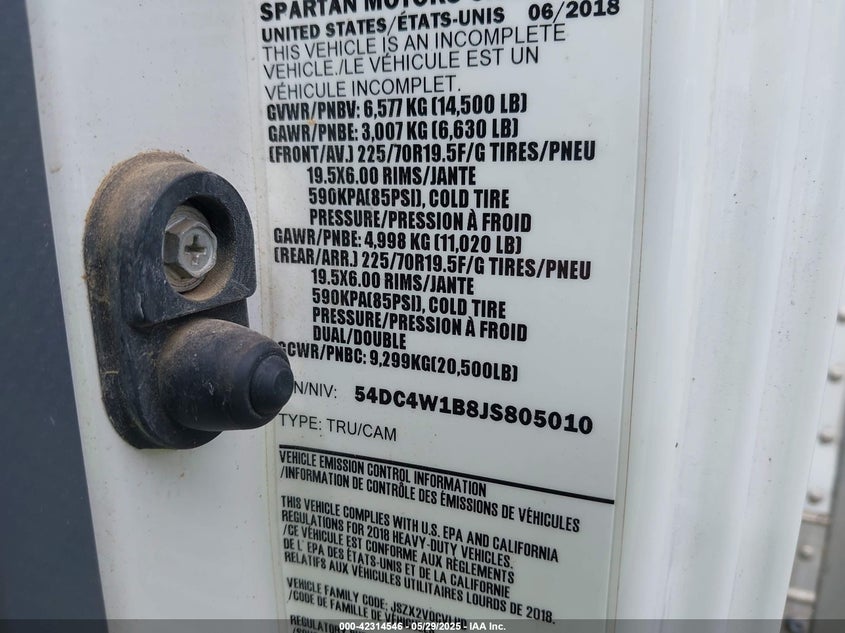 SPARTAN MOTORS
UNITED STATES/ÉTATS-UNIS 06/2018
THIS VEHICLE IS AN INCOMPLETE
VEHICLE./LE VÉHICULE EST UN
VÉHICULE INCOMPLET.
GVWR/PNBV: 6,577 KG (14,500 LB)
GAWR/PNBE: 3,007 KG (6,630 LB)
(FRONT/AV.) 225/70R19.5F/G TIRES/PNEU
19.5X6.00 RIMS/JANTE
590KPA(85PSI), COLD TIRE
PRESSURE/PRESSION À FROID
GAWR/PNBE: 4,998 KG (11,020 LB)
(REAR/ARR.) 225/70R19.5F/G TIRES/PNEU
19.5X6.00 RIMS/JANTE
590KPA(85PSI), COLD TIRE
PRESSURE/PRESSION À FROID
DUAL/DOUBLE
GCWR/PNBC: 9,299KG(20,500LB)
N/NIV: 54DC4W1B8JS805010
TYPE: TRU/CAM
VEHICLE EMISSION CONTROL INFORMATION
/INFORMATION DE CONTRÔLE DES ÉMISSIONS DE VÉHICULES
THIS VEHICLE COMPLIES WITH U.S. EPA AND CALIFORNIA
REGULATIONS FOR 2018 HEAVY-DUTY VEHICLES.
/CE VÉHICULE EST CONFORME AUX RÈGLEMENTS
DE L'EPA DES ÉTATS-UNIS ET DE LA CALIFORNIE
RELATIFS AUX VÉHICULES UTILITAIRES LOURDS DE 2018.
VEHICLE FAMILY CODE:
/CODE DE FAMILLE DE
000-42314546 - 05/29/2025 - IAA Inc.